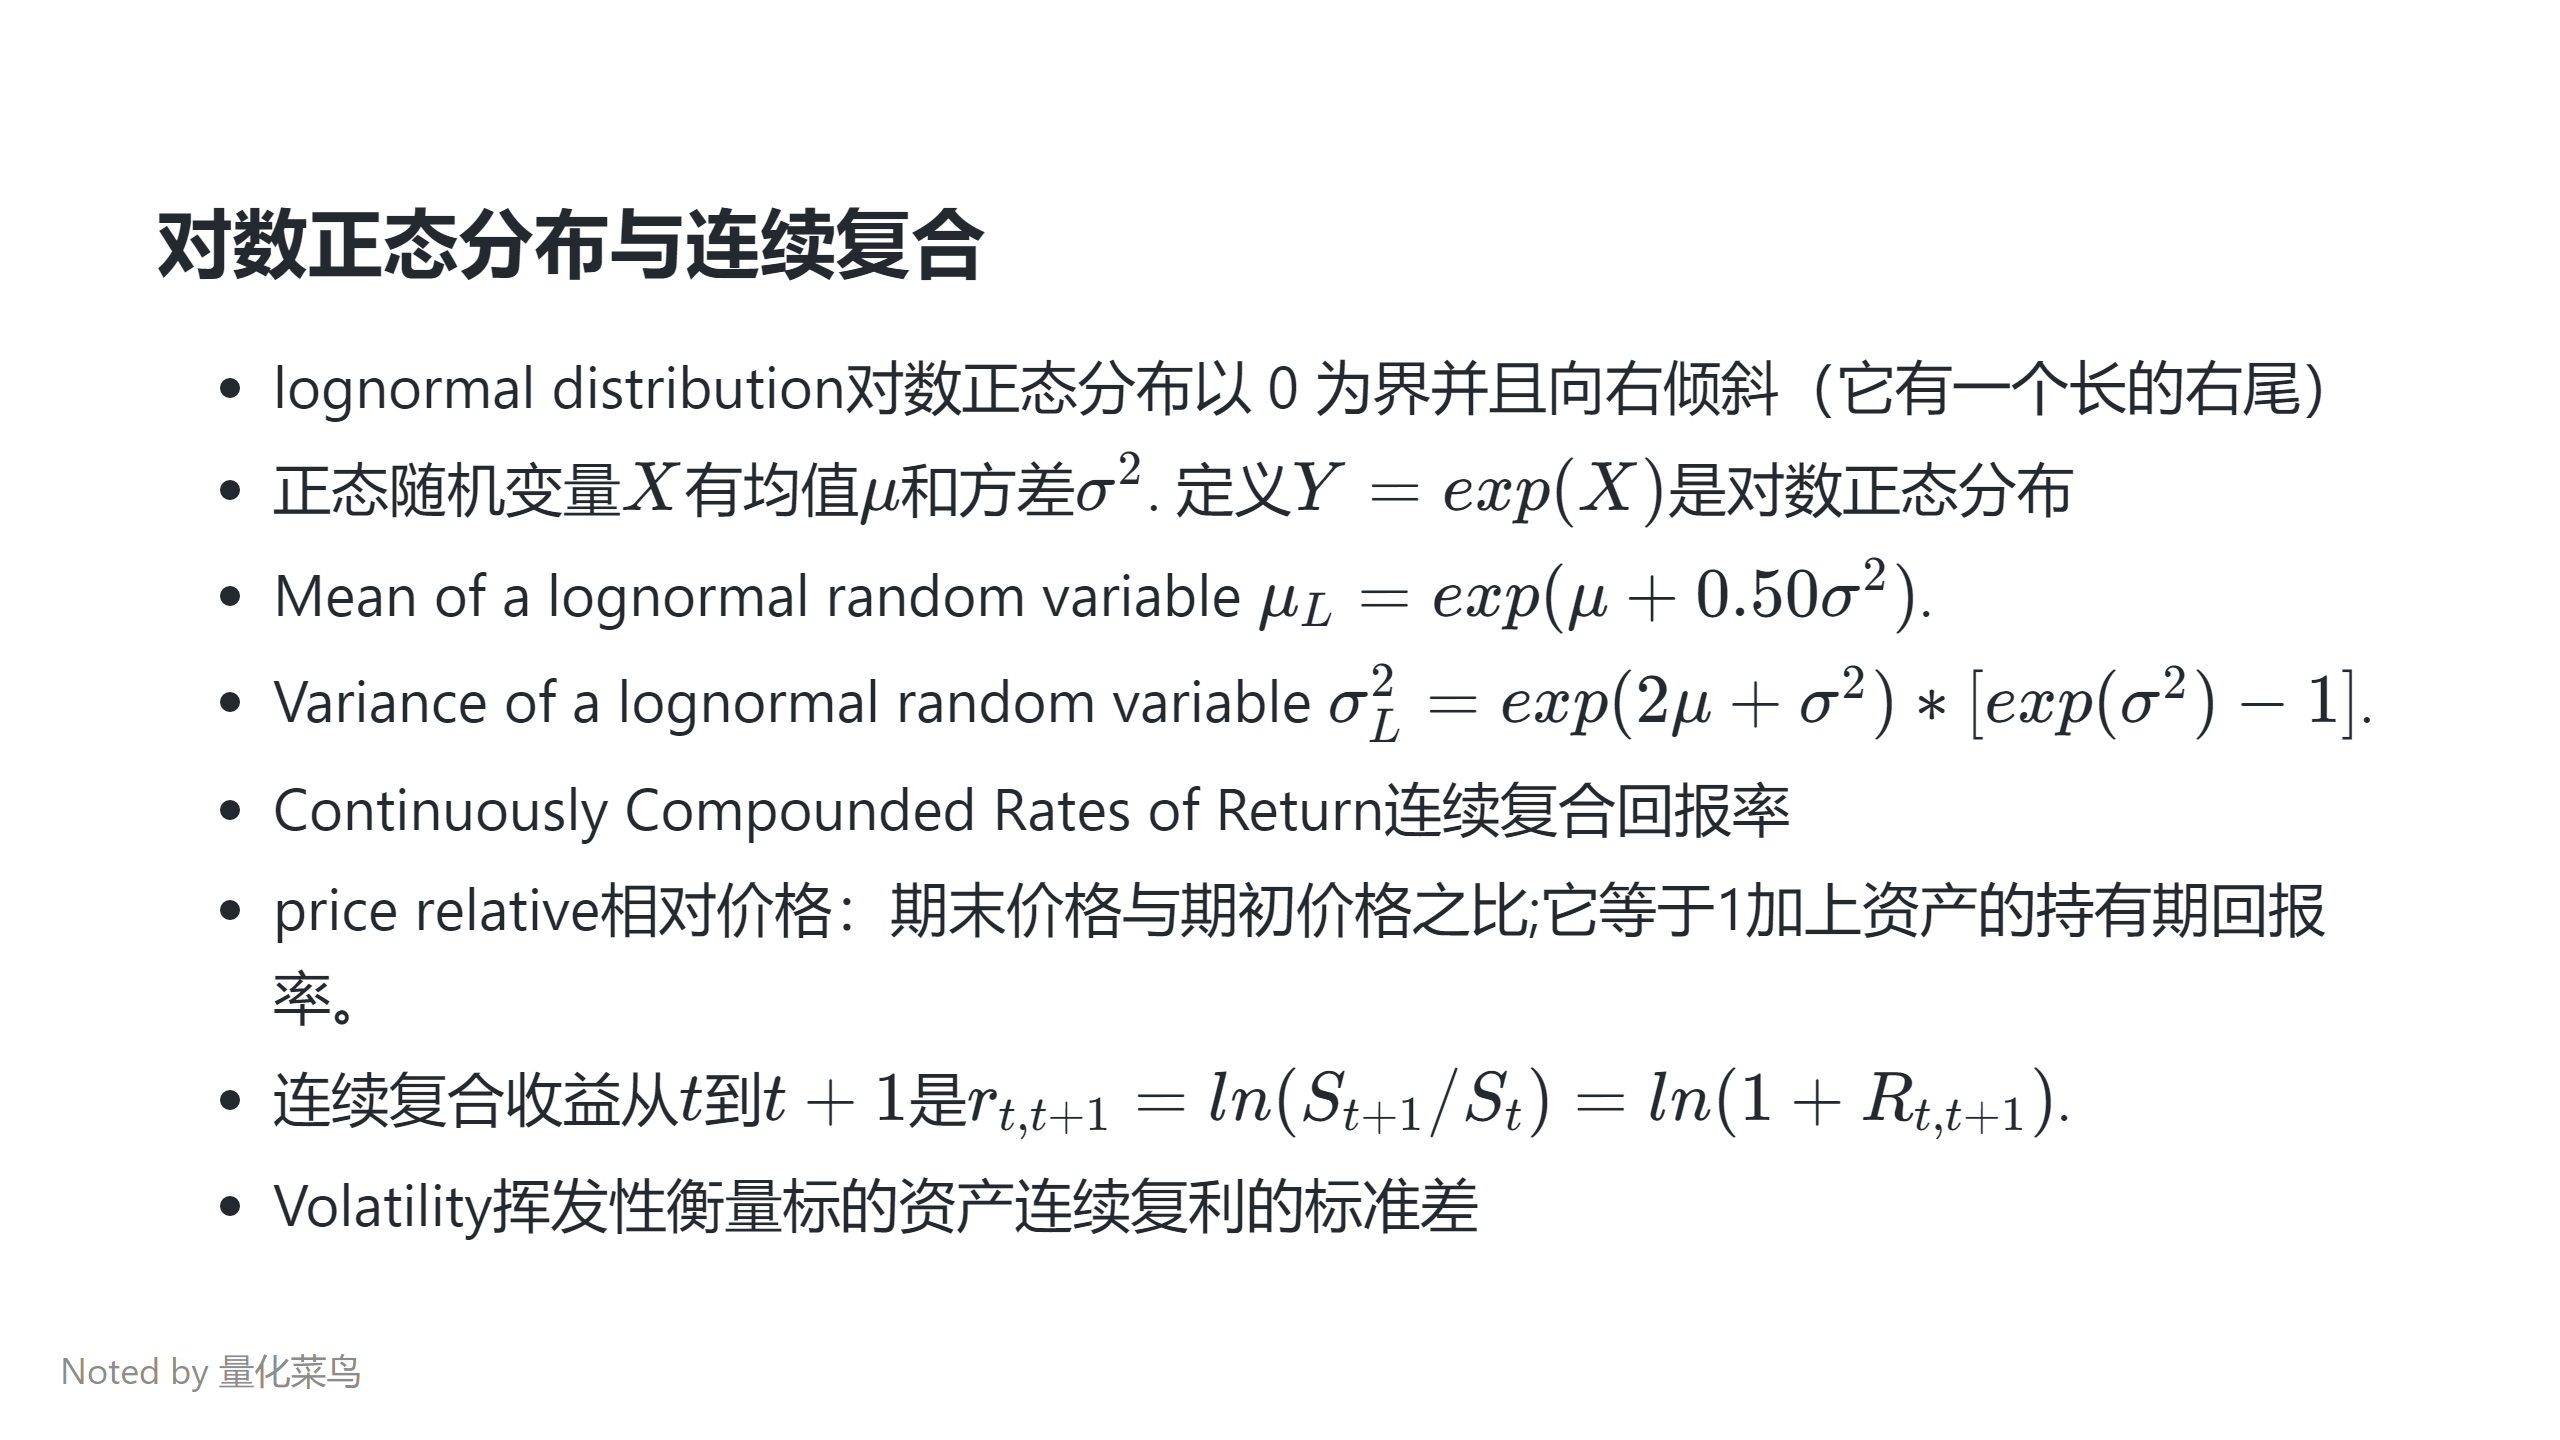 对数正态分布与连续复合
• lognormal distribution对数正态分布以 0 为界并且向右倾斜（它有一个长的右尾）
• 正态随机变量X有均值μ和方差σ². 定义Y = exp(X)是对数正态分布
• Mean of a lognormal random variable μ_L = exp(μ + 0.50σ²).
• Variance of a lognormal random variable σ_L² = exp(2μ + σ²) ∗ [exp(σ²) − 1].
• Continuously Compounded Rates of Return连续复合回报率
• price relative相对价格：期末价格与期初价格之比;它等于1加上资产的持有期回报
率。
• 连续复合收益从t到t + 1是r_{t,t+1} = ln(S_{t+1}/S_t) = ln(1 + R_{t,t+1}).
• Volatility挥发性衡量标的资产连续复利的标准差
Noted by 量化菜鸟